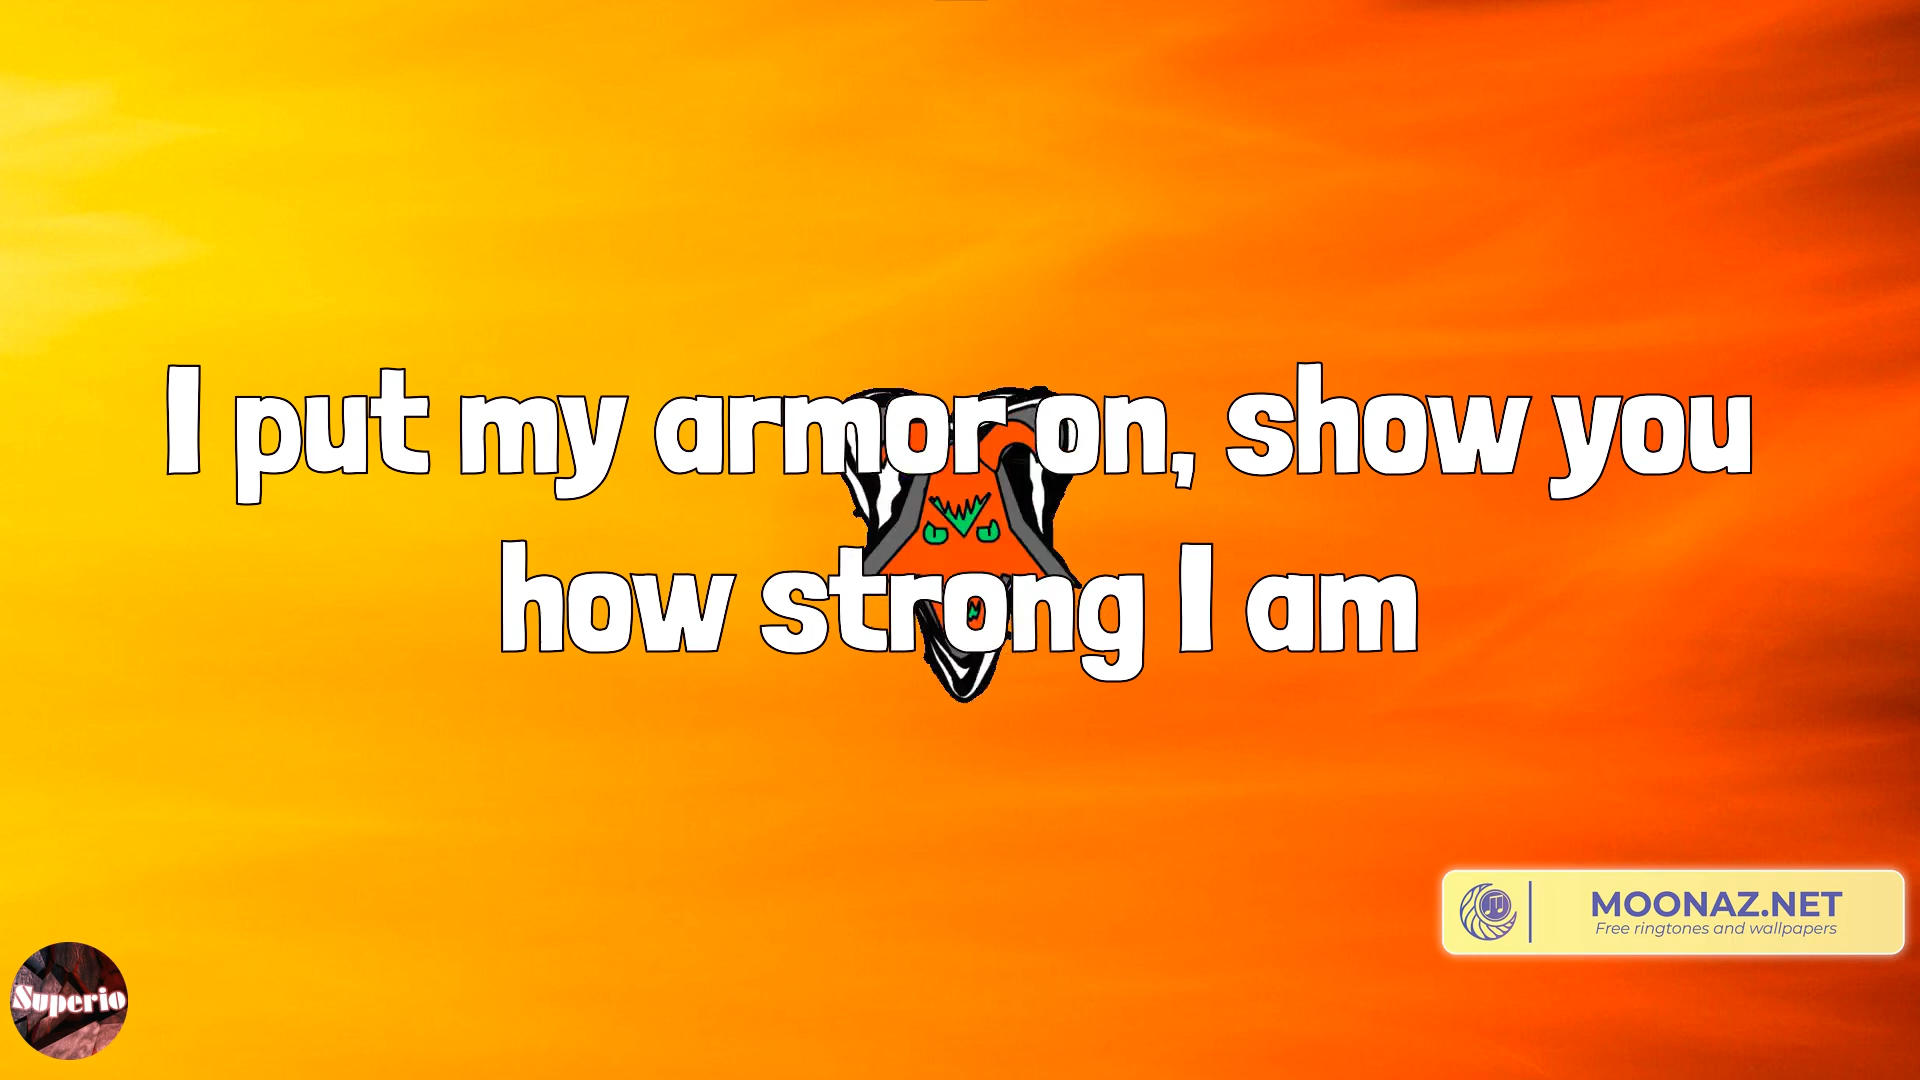 I put my armor on, show you
how strong I am
MOONAZ.NET
Free ringtones and wallpapers
Superio